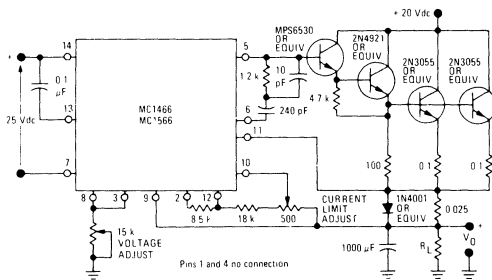 + 20 Vdc
MPS6530
OR
EQUIV
2N4921
OR
EQUIV
2N3055
OR
EQUIV
2N3055
OR
EQUIV
14
5
+
0.1
µF
1.2 k
10
pF
4.7 k
25 Vdc
MC1466
MC1566
13
6
240 pF
11
7
10
100
0.1
0.1
8
3
9
2
12
8.5 k
18 k
500
CURRENT
LIMIT
ADJUST
1N4001
OR
EQUIV
0.025
15 k
VOLTAGE
ADJUST
1000 µF
RL
+
VO
Pins 1 and 4 no connection